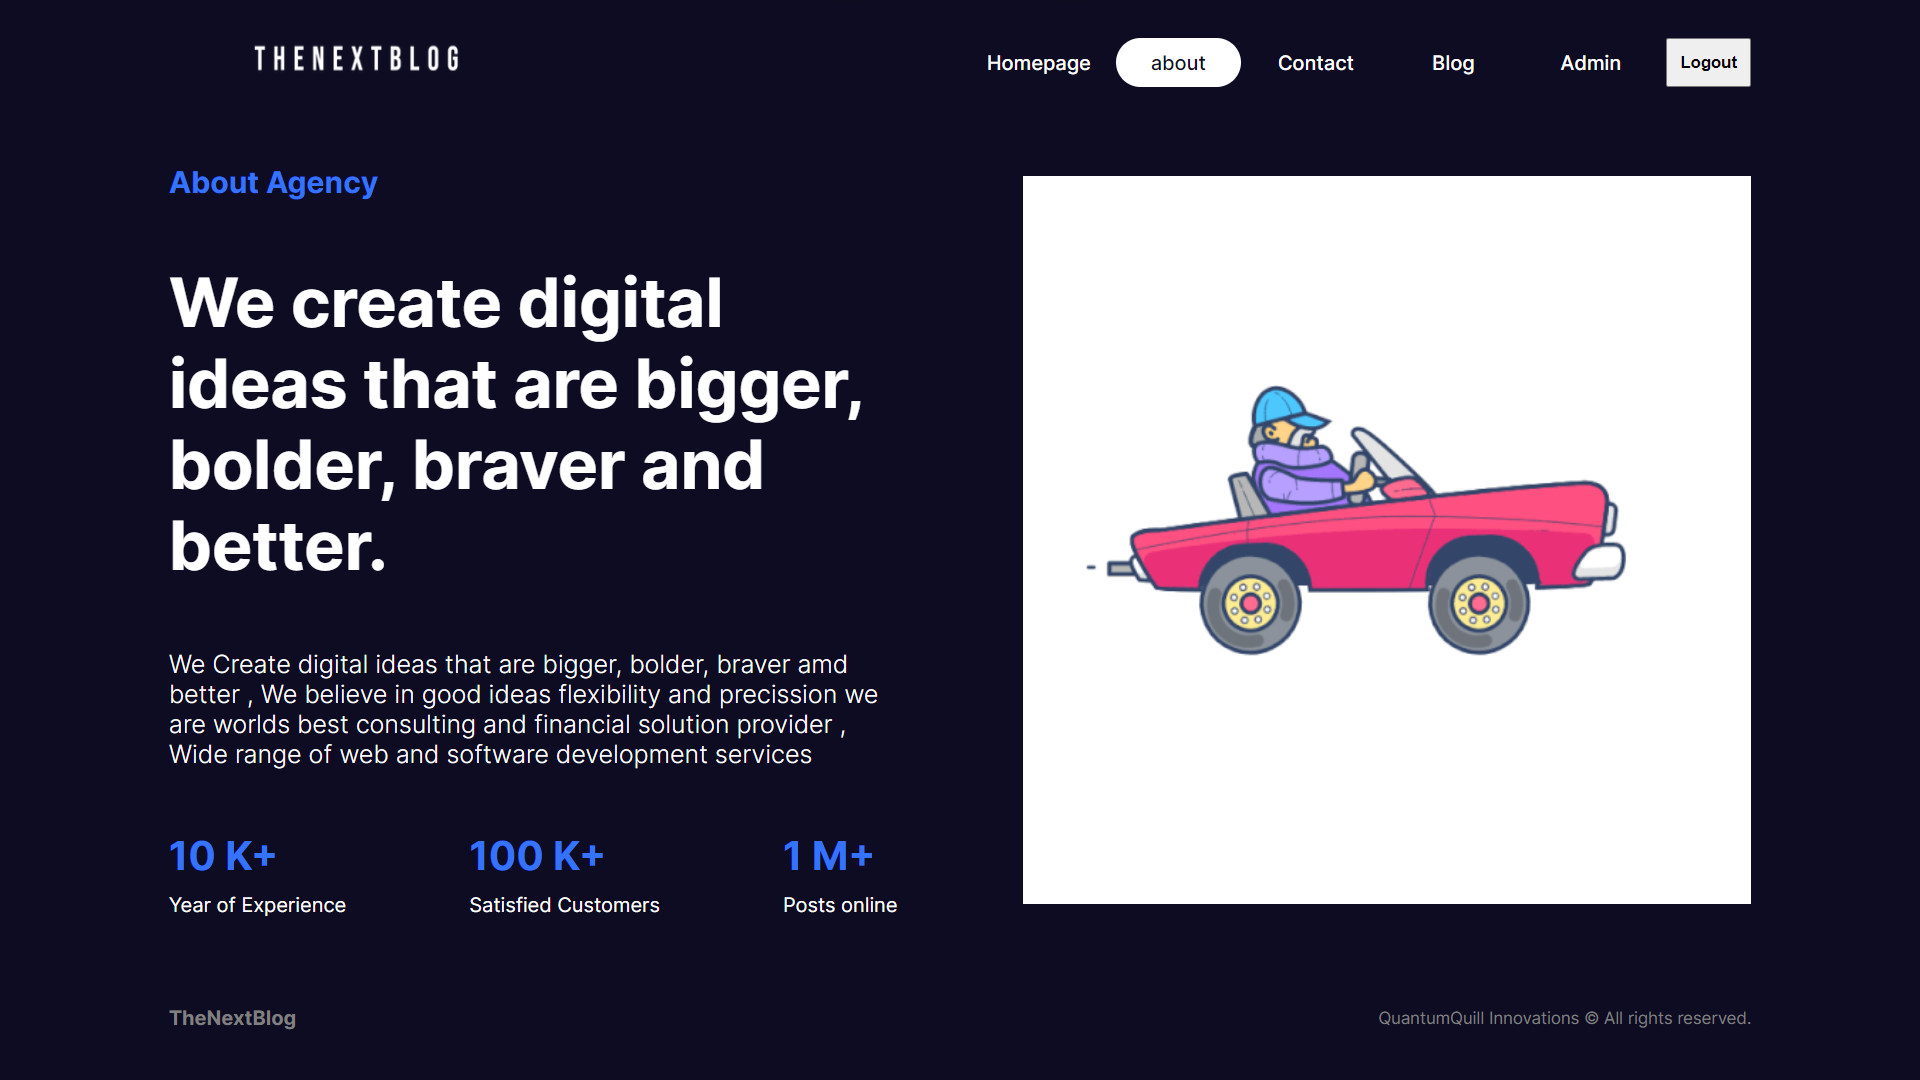 THENEXTBLOG
Homepage
about
Contact
Blog
Admin
Logout
About Agency
We create digital
ideas that are bigger,
bolder, braver and
better.
We Create digital ideas that are bigger, bolder, braver amd
better , We believe in good ideas flexibility and precission we
are worlds best consulting and financial solution provider ,
Wide range of web and software development services
10 K+
Year of Experience
100 K+
Satisfied Customers
1 M+
Posts online
TheNextBlog
QuantumQuill Innovations © All rights reserved.